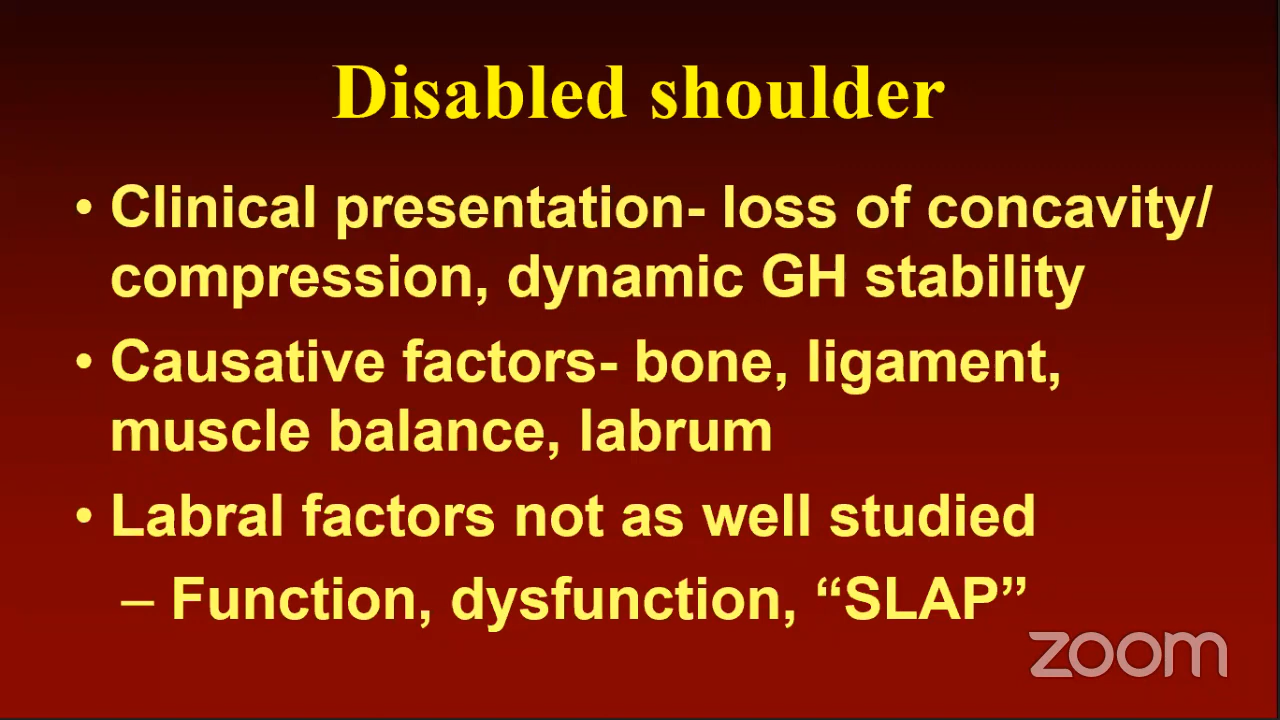 Disabled shoulder
• Clinical presentation- loss of concavity/
compression, dynamic GH stability
• Causative factors- bone, ligament,
muscle balance, labrum
• Labral factors not as well studied
– Function, dysfunction, “SLAP”
zoom